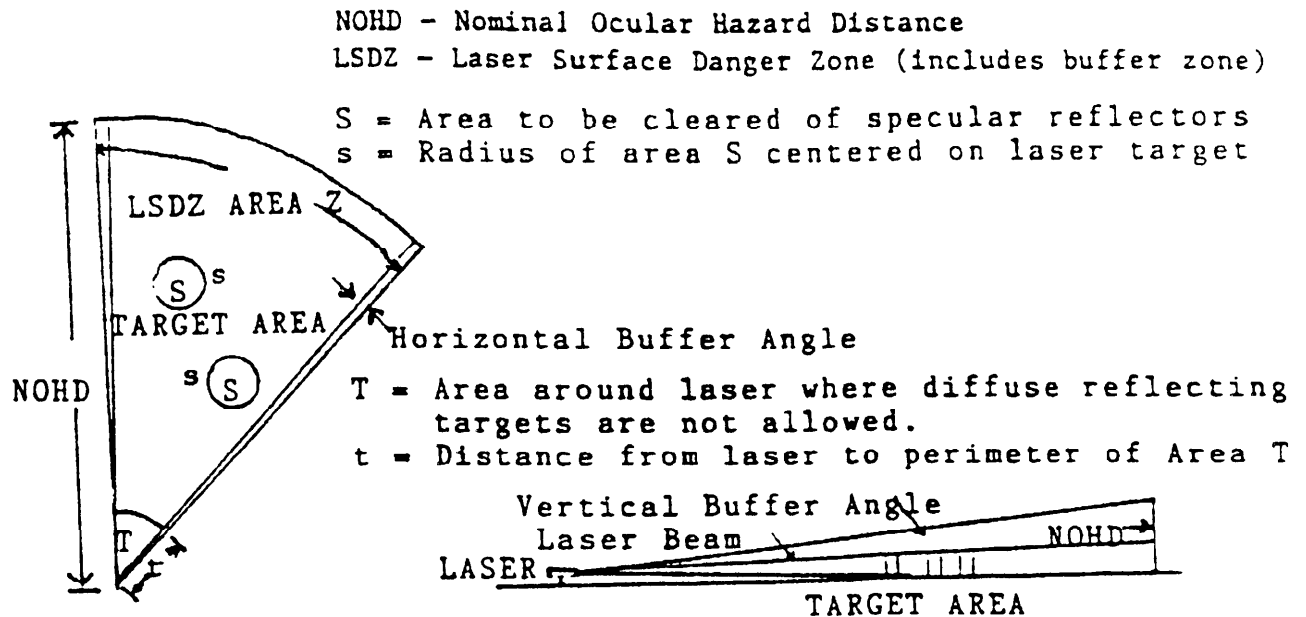 NOHD - Nominal Ocular Hazard Distance
LSDZ - Laser Surface Danger Zone (includes buffer zone)
S = Area to be cleared of specular reflectors
s = Radius of area S centered on laser target
LSDZ AREA Z
S s
TARGET AREA
Horizontal Buffer Angle
s S
NOHD
T = Area around laser where diffuse reflecting
targets are not allowed.
t = Distance from laser to perimeter of Area T
T
t
Vertical Buffer Angle
Laser Beam
NOHD
LASER
TARGET AREA